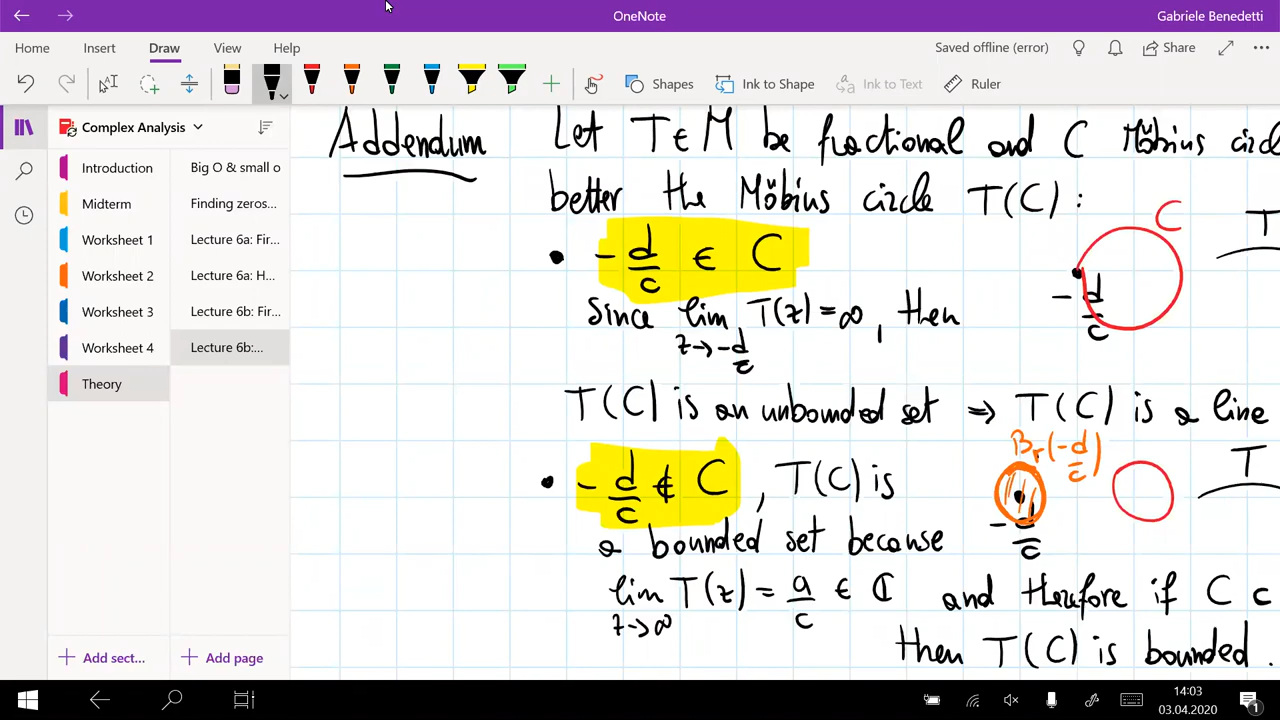 OneNote
Gabriele Benedetti
Home Insert Draw View Help
Saved offline (error)
Share
Shapes
Ink to Shape
Ink to Text
Ruler
Complex Analysis
Introduction
Midterm
Worksheet 1
Worksheet 2
Worksheet 3
Worksheet 4
Theory
Big O & small o
Finding zeros...
Lecture 6a: Fir...
Lecture 6a: H...
Lecture 6b: Fir...
Lecture 6b:...
Add sect...
Add page
Addendum Let T ∈ M be fractional and C Möbius circl
better the Möbius circle T(C):
• -d/c ∈ C
Since lim z→-d/c T(z) = ∞, then
T(C) is an unbounded set ⇒ T(C) is a line
• -d/c ∉ C, T(C) is
a bounded set because
lim z→∞ T(z) = a/c ∈ ℂ and therefore if C c
then T(C) is bounded.
C
T
-d/c
B_r(-d/c)
T
-d/c
14:03
03.04.2020
1